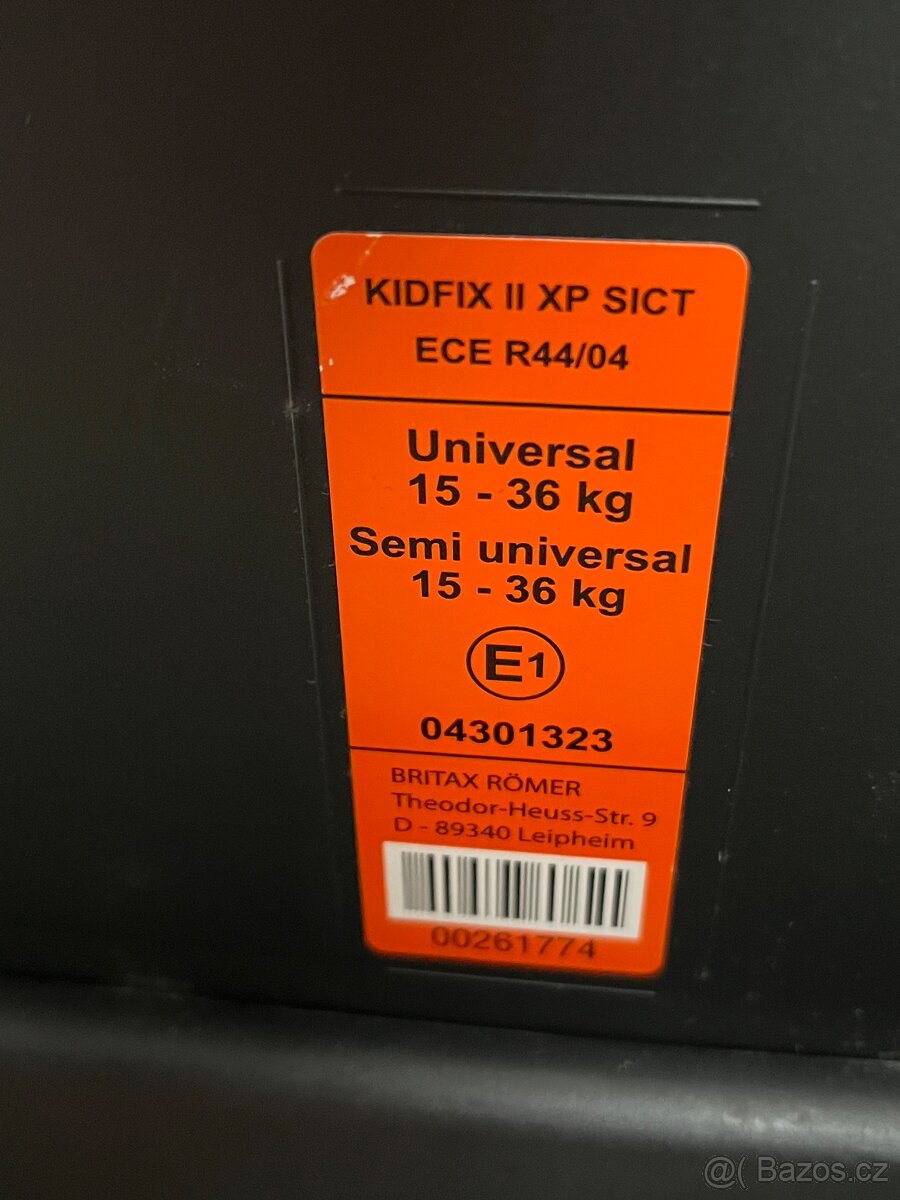 KIDFIX II XP SICT
ECE R44/04
Universal
15 - 36 kg
Semi universal
15 - 36 kg
E1
04301323
BRITAX RÖMER
Theodor-Heuss-Str. 9
D - 89340 Leipheim
00261774
@( Bazos.cz